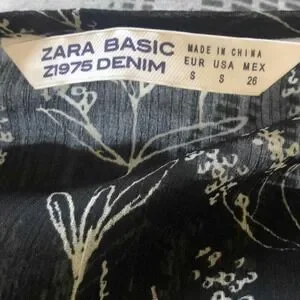 ZARA BASIC
Z1975 DENIM
MADE IN CHINA
EUR USA MEX
S S 26